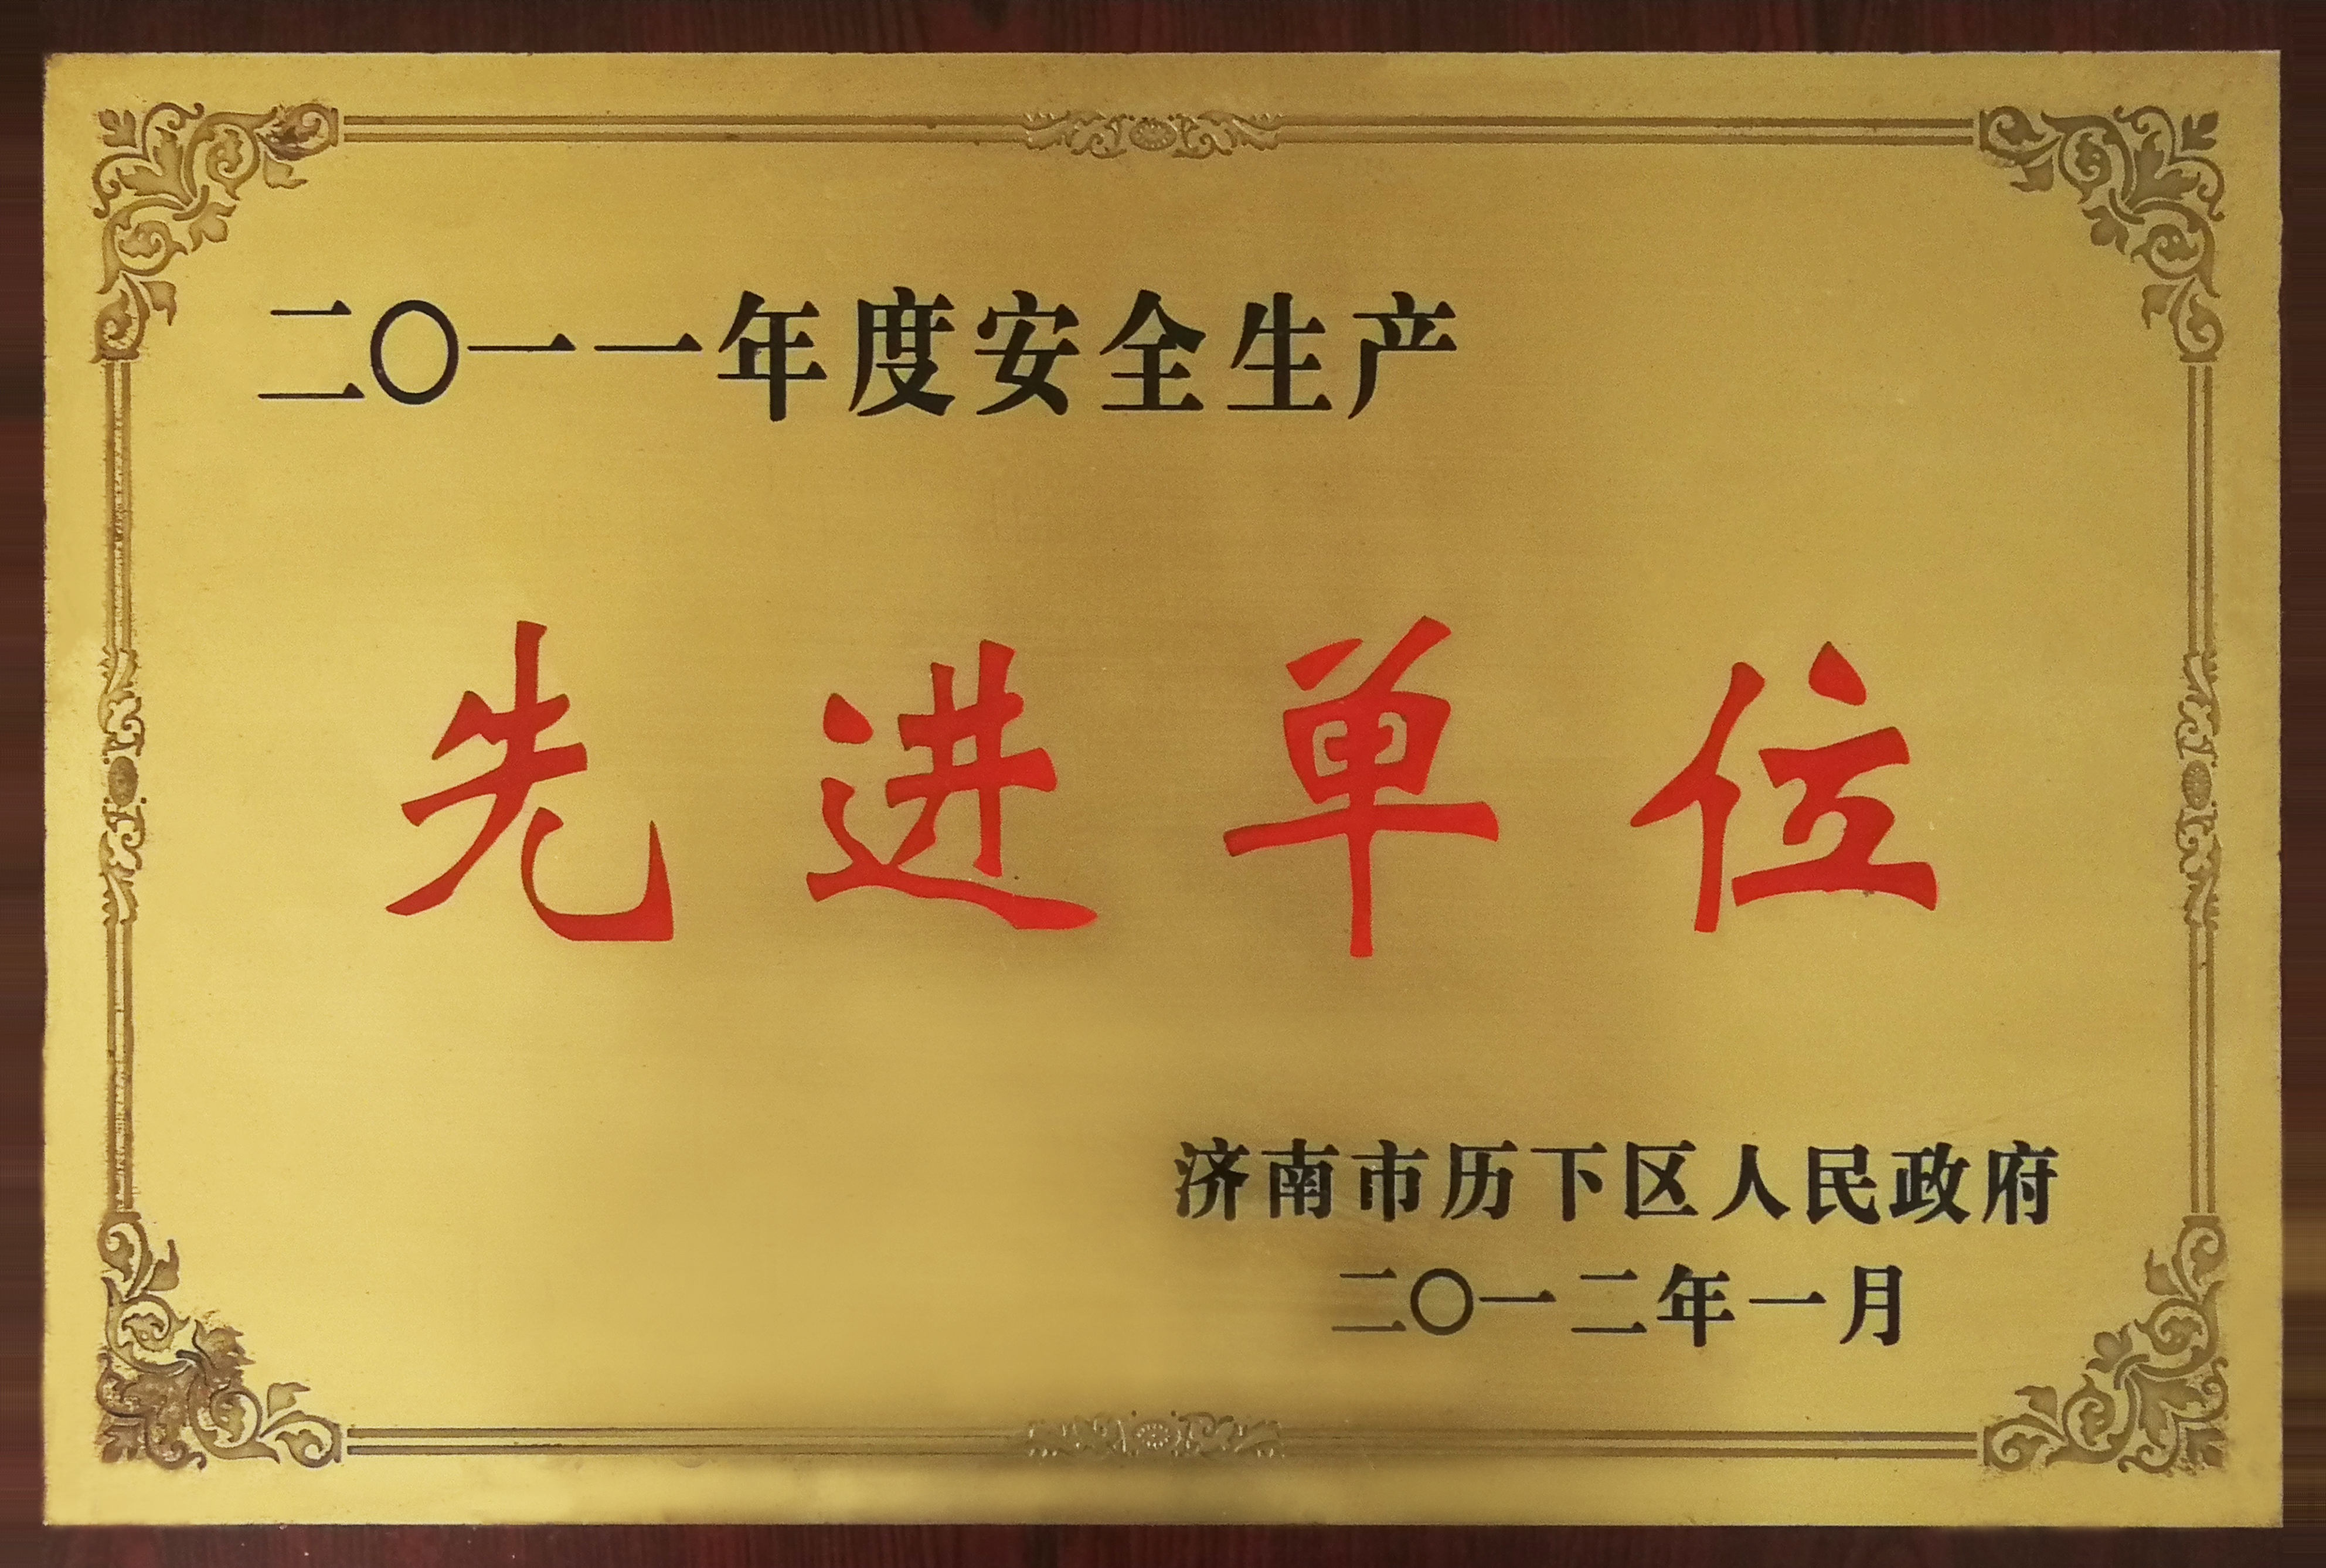 二〇一一年度安全生产
先进单位
济南市历下区人民政府
二〇一二年一月